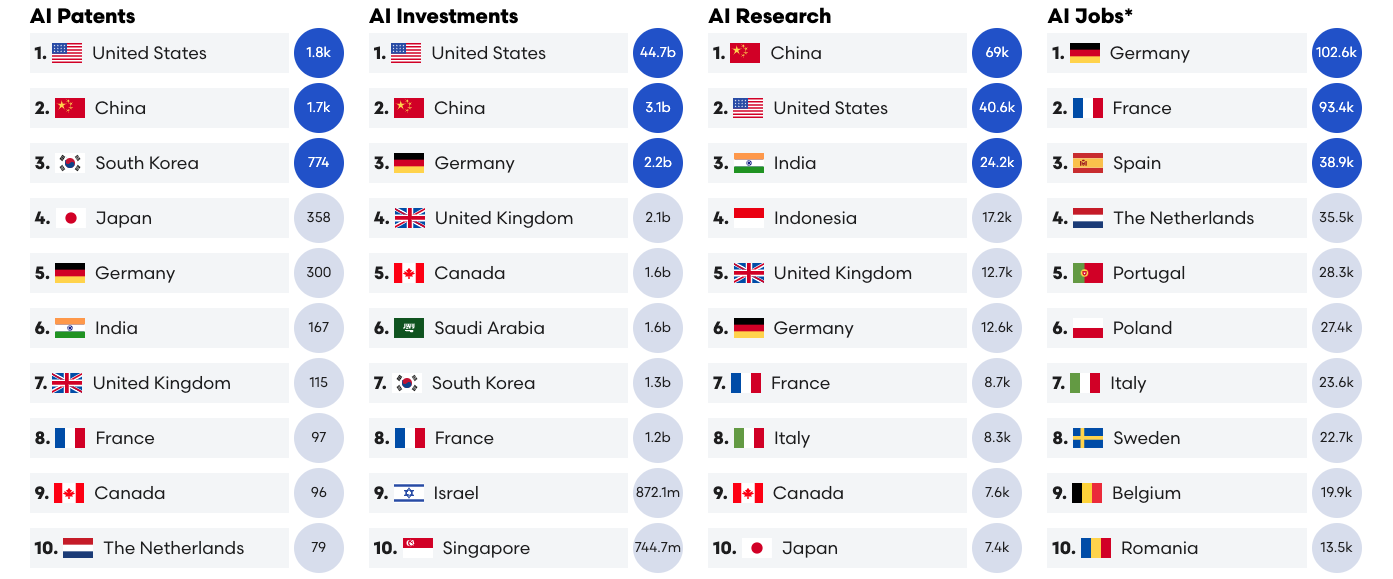 AI Patents
1. United States 1.8k
2. China 1.7k
3. South Korea 774
4. Japan 358
5. Germany 300
6. India 167
7. United Kingdom 115
8. France 97
9. Canada 96
10. The Netherlands 79
AI Investments
1. United States 44.7b
2. China 3.1b
3. Germany 2.2b
4. United Kingdom 2.1b
5. Canada 1.6b
6. Saudi Arabia 1.6b
7. South Korea 1.3b
8. France 1.2b
9. Israel 872.1m
10. Singapore 744.7m
AI Research
1. China 69k
2. United States 40.6k
3. India 24.2k
4. Indonesia 17.2k
5. United Kingdom 12.7k
6. Germany 12.6k
7. France 8.7k
8. Italy 8.3k
9. Canada 7.6k
10. Japan 7.4k
AI Jobs*
1. Germany 102.6k
2. France 93.4k
3. Spain 38.9k
4. The Netherlands 35.5k
5. Portugal 28.3k
6. Poland 27.4k
7. Italy 23.6k
8. Sweden 22.7k
9. Belgium 19.9k
10. Romania 13.5k